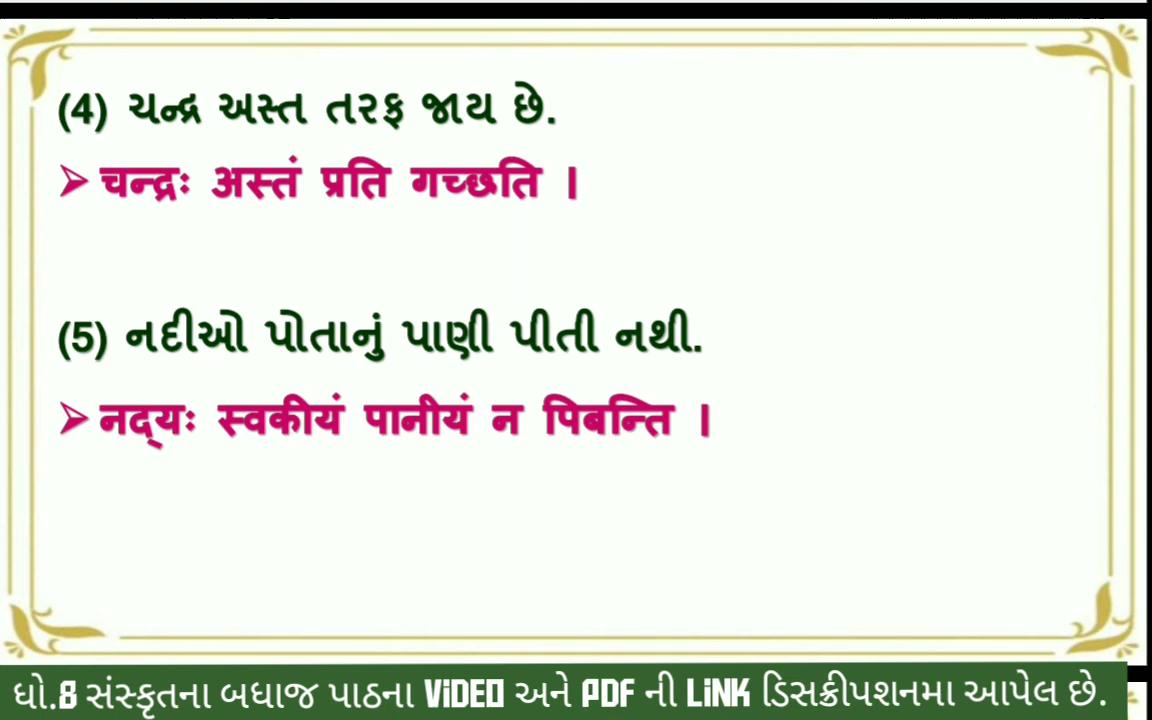 (4) ચન્દ્ર અસ્ત તરફ જાય છે.
➢ चन्द्रः अस्तं प्रति गच्छति ।
(5) નદીઓ પોતાનું પાણી પીતી નથી.
➢ नद्यः स्वकीयं पानीयं न पिबन्ति ।
ધો.8 સંસ્કૃતના બધાજ પાઠના ViDEO અને PDF ની LiNK ડિસક્રીપશનમા આપેલ છે.